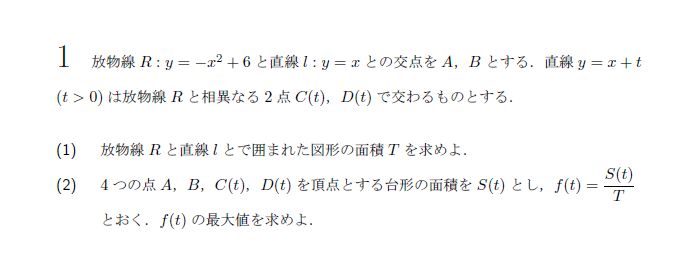 1 放物線 R : y = −x² + 6 と直線 l : y = x との交点を A，B とする．直線 y = x + t
(t > 0) は放物線 R と相異なる 2 点 C(t)，D(t) で交わるものとする．
(1) 放物線 R と直線 l とで囲まれた図形の面積 T を求めよ．
(2) 4 つの点 A，B，C(t)，D(t) を頂点とする台形の面積を S(t) とし，f(t) = S(t)/T
とおく．f(t) の最大値を求めよ．